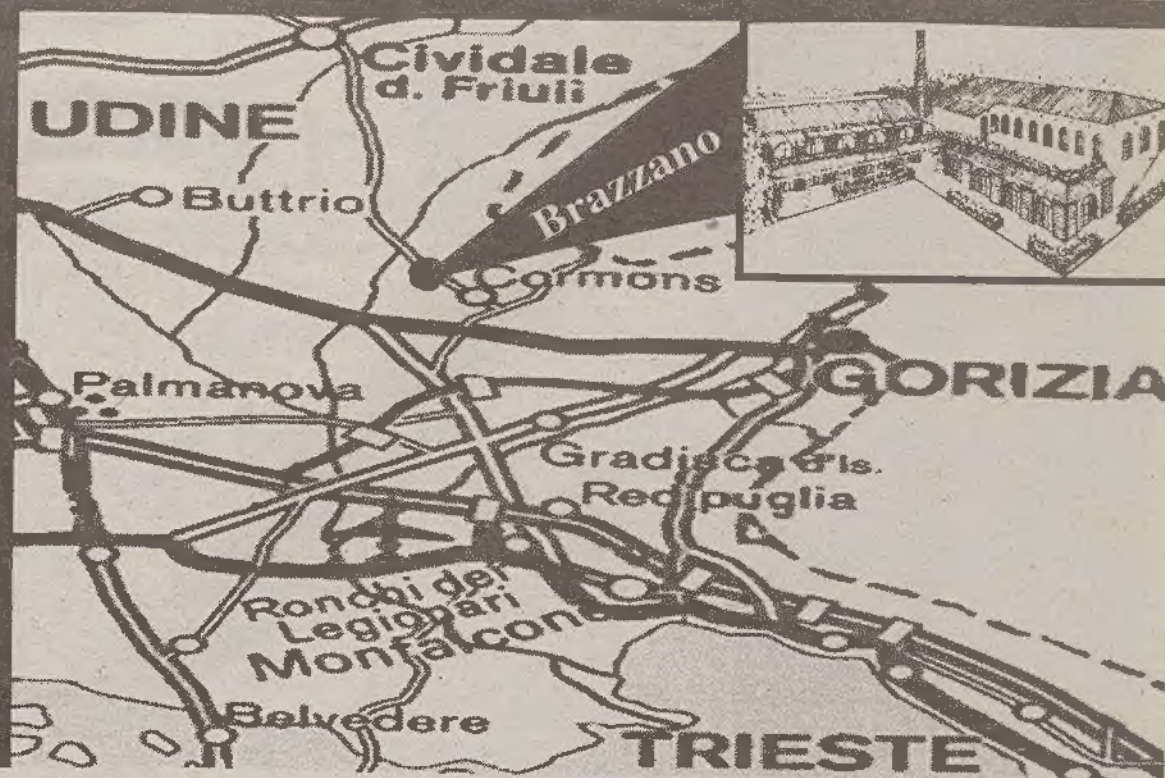 Cividale
d. Friuli
UDINE
Brazzano
Buttrio
Cormons
GORIZIA
Palmanova
Gradisca d'Is.
Redipuglia
Ronchi dei
Legionari
Monfalcone
Belvedere
TRIESTE